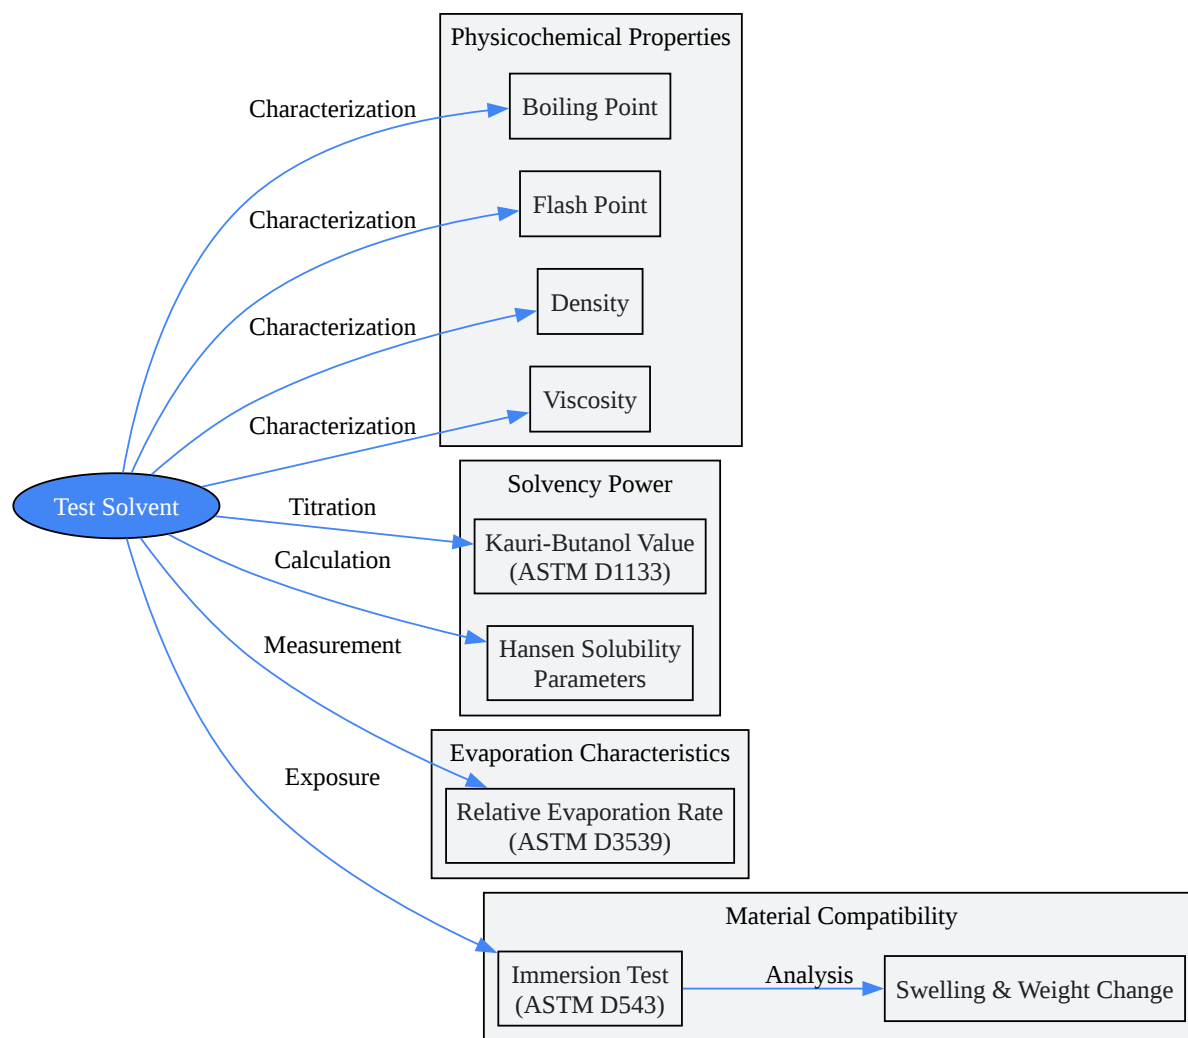 Physicochemical Properties
Characterization
Boiling Point
Characterization
Flash Point
Characterization
Density
Characterization
Viscosity
Test Solvent
Solvency Power
Titration
Kauri-Butanol Value
(ASTM D1133)
Calculation
Hansen Solubility
Parameters
Measurement
Evaporation Characteristics
Relative Evaporation Rate
(ASTM D3539)
Exposure
Material Compatibility
Immersion Test
(ASTM D543)
Analysis
Swelling & Weight Change